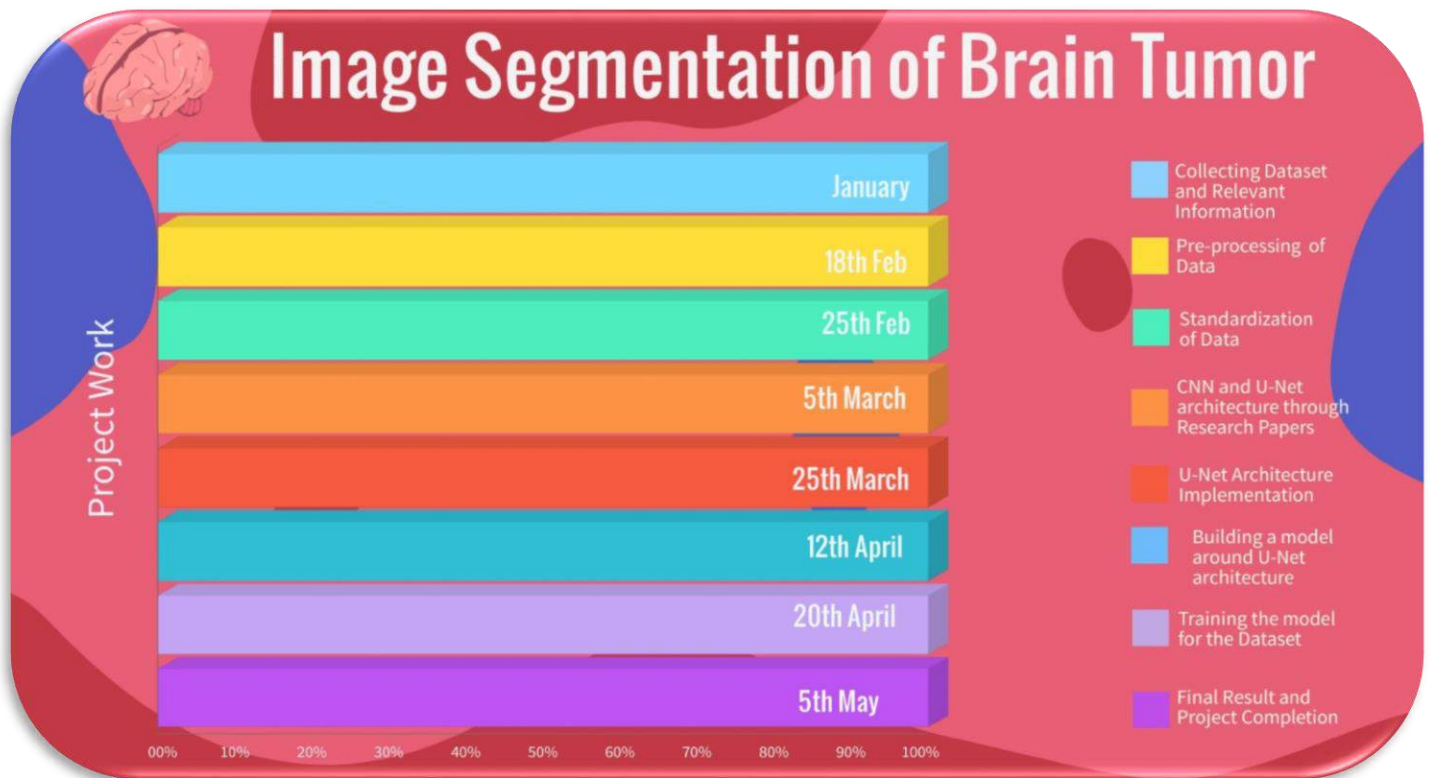 Image Segmentation of Brain Tumor
Project Work
January
18th Feb
25th Feb
5th March
25th March
12th April
20th April
5th May
00% 10% 20% 30% 40% 50% 60% 70% 80% 90% 100%
Collecting Dataset
and Relevant
Information
Pre-processing of
Data
Standardization
of Data
CNN and U-Net
architecture through
Research Papers
U-Net Architecture
Implementation
Building a model
around U-Net
architecture
Training the model
for the Dataset
Final Result and
Project Completion